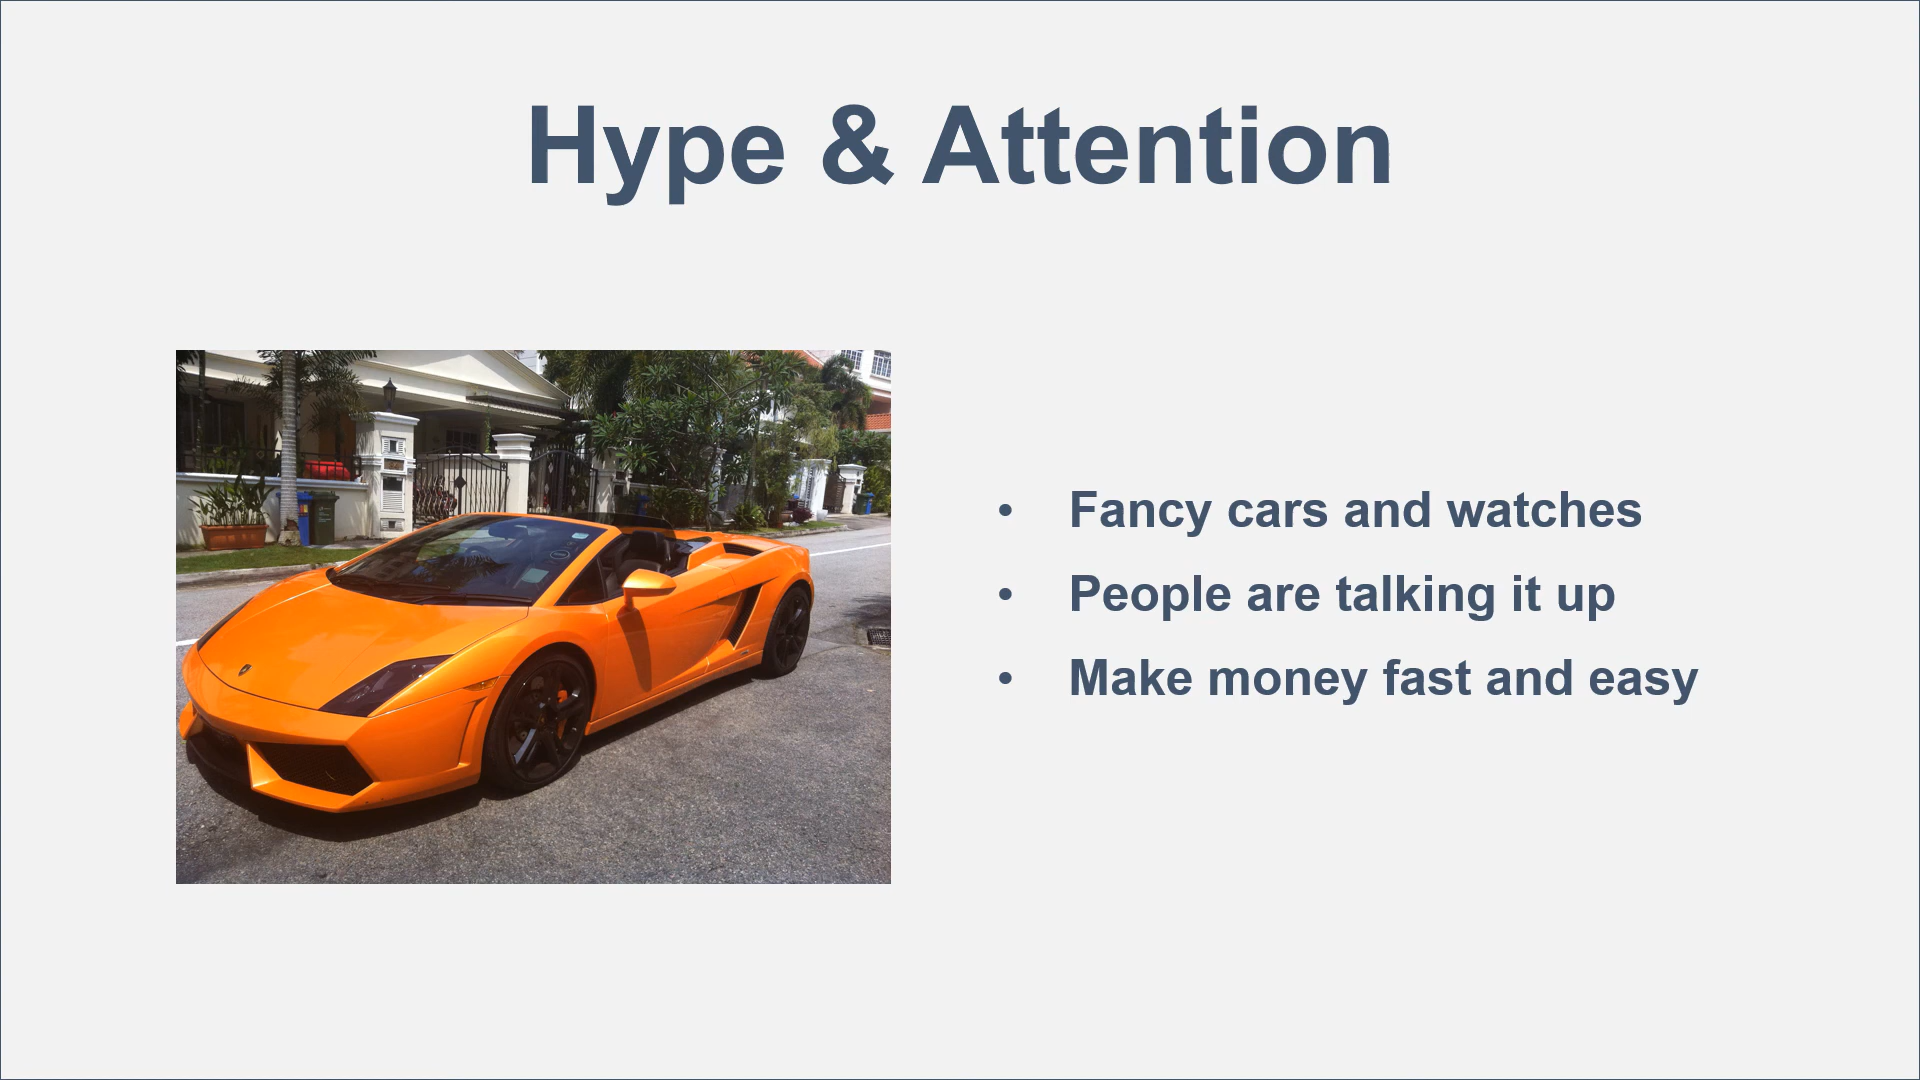 Hype & Attention
• Fancy cars and watches
• People are talking it up
• Make money fast and easy